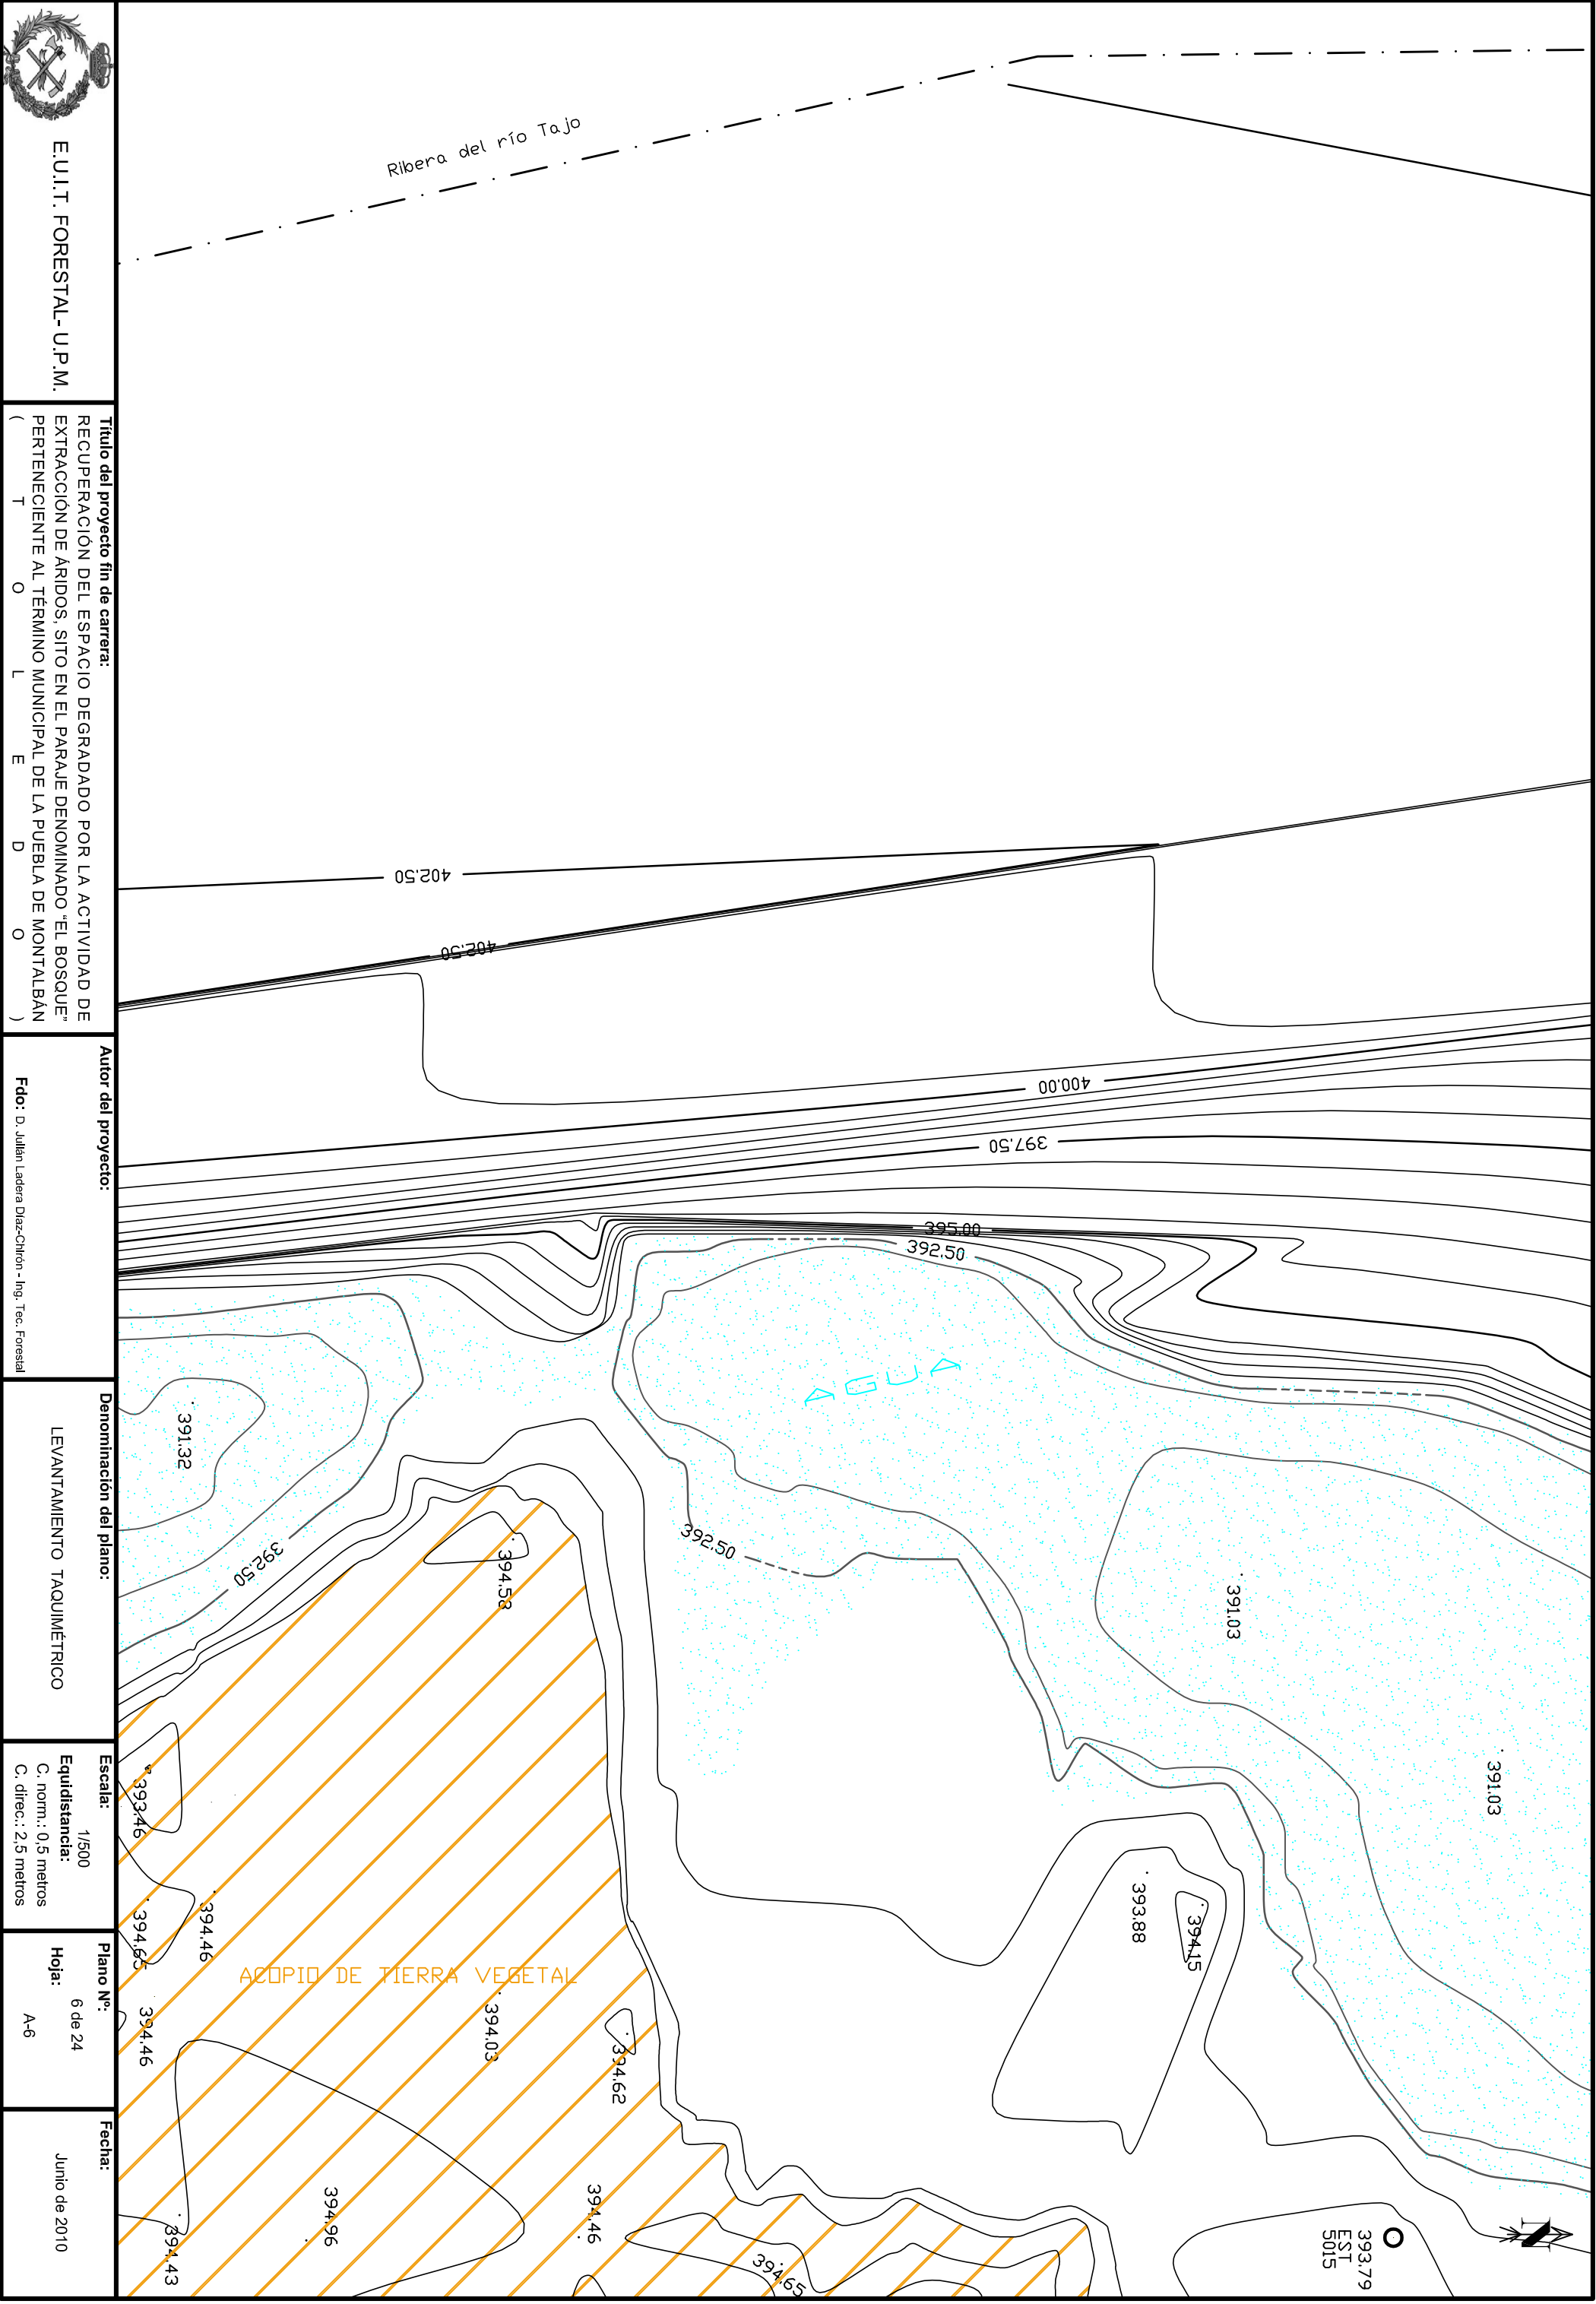 Ribera del río Tajo
402.50
402.50
400.00
397.50
395.00
392.50
AGUA
391.32
392.50
392.50
394.58
391.03
391.03
393.46
394.65
394.46
393.88
394.15
ACOPIO DE TIERRA VEGETAL
394.46
394.03
394.62
394.96
394.46
394.43
394.65
393.79
EST
5015
N
E.U.I.T. FORESTAL- U.P.M.
Título del proyecto fin de carrera:
RECUPERACIÓN DEL ESPACIO DEGRADADO POR LA ACTIVIDAD DE
EXTRACCIÓN DE ÁRIDOS, SITO EN EL PARAJE DENOMINADO "EL BOSQUE"
PERTENECIENTE AL TÉRMINO MUNICIPAL DE LA PUEBLA DE MONTALBÁN
( T O L E D O )
Autor del proyecto:
Fdo: D. Julián Ladera Díaz-Chirón - Ing. Tec. Forestal
Denominación del plano:
LEVANTAMIENTO TAQUIMÉTRICO
Escala:
1/500
Equidistancia:
C. norm.: 0,5 metros
C. direc.: 2,5 metros
Plano Nº:
6 de 24
Hoja:
A-6
Fecha:
Junio de 2010